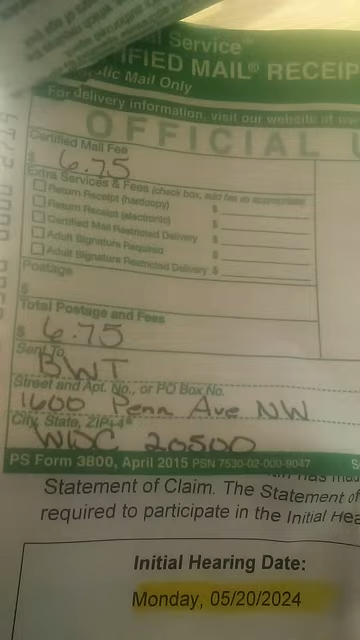 Service™
IFIED MAIL® RECEIP
Mail Only
For delivery information, visit our website at
OFFICIAL U
Certified Mail Fee
$ 6.75
Extra Services & Fees (check box, add fee as appropriate)
Return Receipt (hardcopy) $
Return Receipt (electronic) $
Certified Mail Restricted Delivery $
Adult Signature Required $
Adult Signature Restricted Delivery $
Postage
$
Total Postage and Fees
$ 6.75
Sent To
BWT
Street and Apt. No., or PO Box No.
1600 Penn Ave NW
City, State, ZIP+4®
WDC 20500
PS Form 3800, April 2015 PSN 7530-02-000-9047 S
Statement of Claim. The Statement of
required to participate in the Initial Hea
Initial Hearing Date:
Monday, 05/20/2024